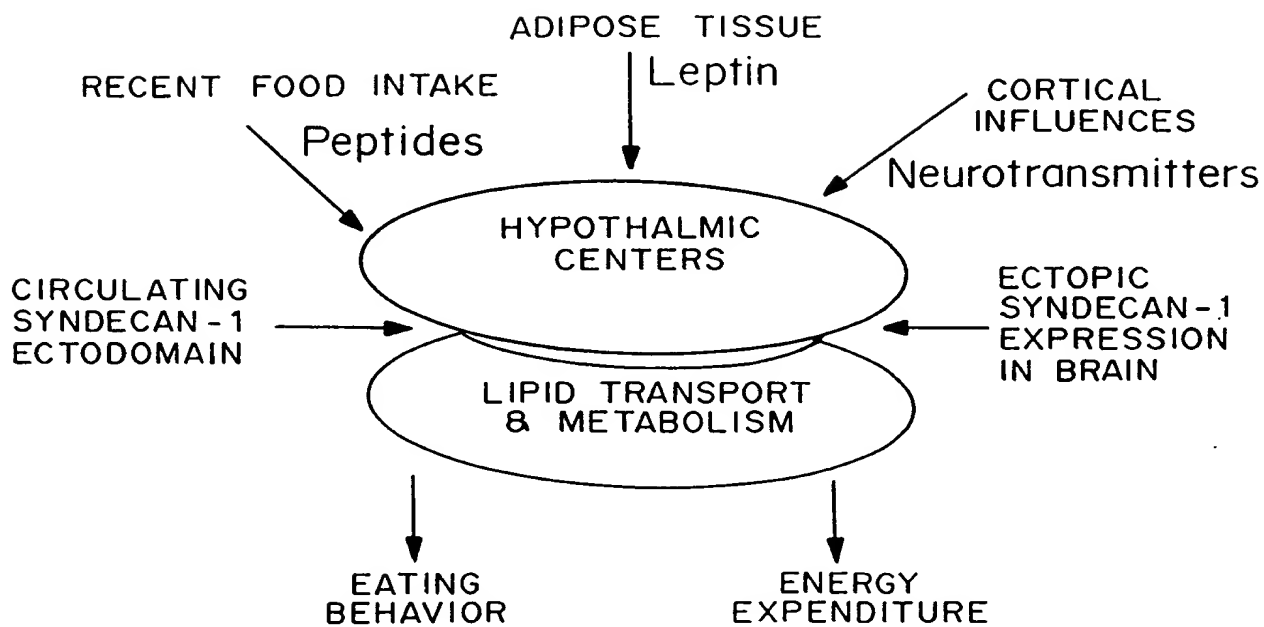 ADIPOSE TISSUE
Leptin
RECENT FOOD INTAKE
Peptides
CORTICAL
INFLUENCES
Neurotransmitters
HYPOTHALMIC
CENTERS
CIRCULATING
SYNDECAN-1
ECTODOMAIN
ECTOPIC
SYNDECAN-1
EXPRESSION
IN BRAIN
LIPID TRANSPORT
& METABOLISM
EATING
BEHAVIOR
ENERGY
EXPENDITURE